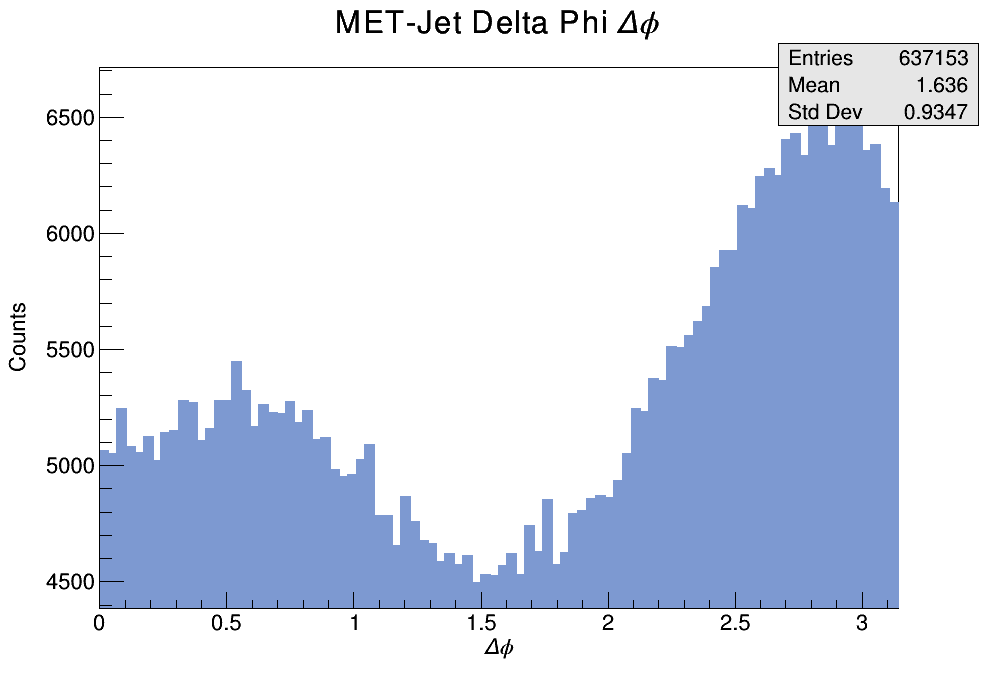 MET-Jet Delta Phi Δϕ
Entries 637153
Mean 1.636
Std Dev 0.9347
Counts
6500
6000
5500
5000
4500
0 0.5 1 1.5 2 2.5 3
Δϕ